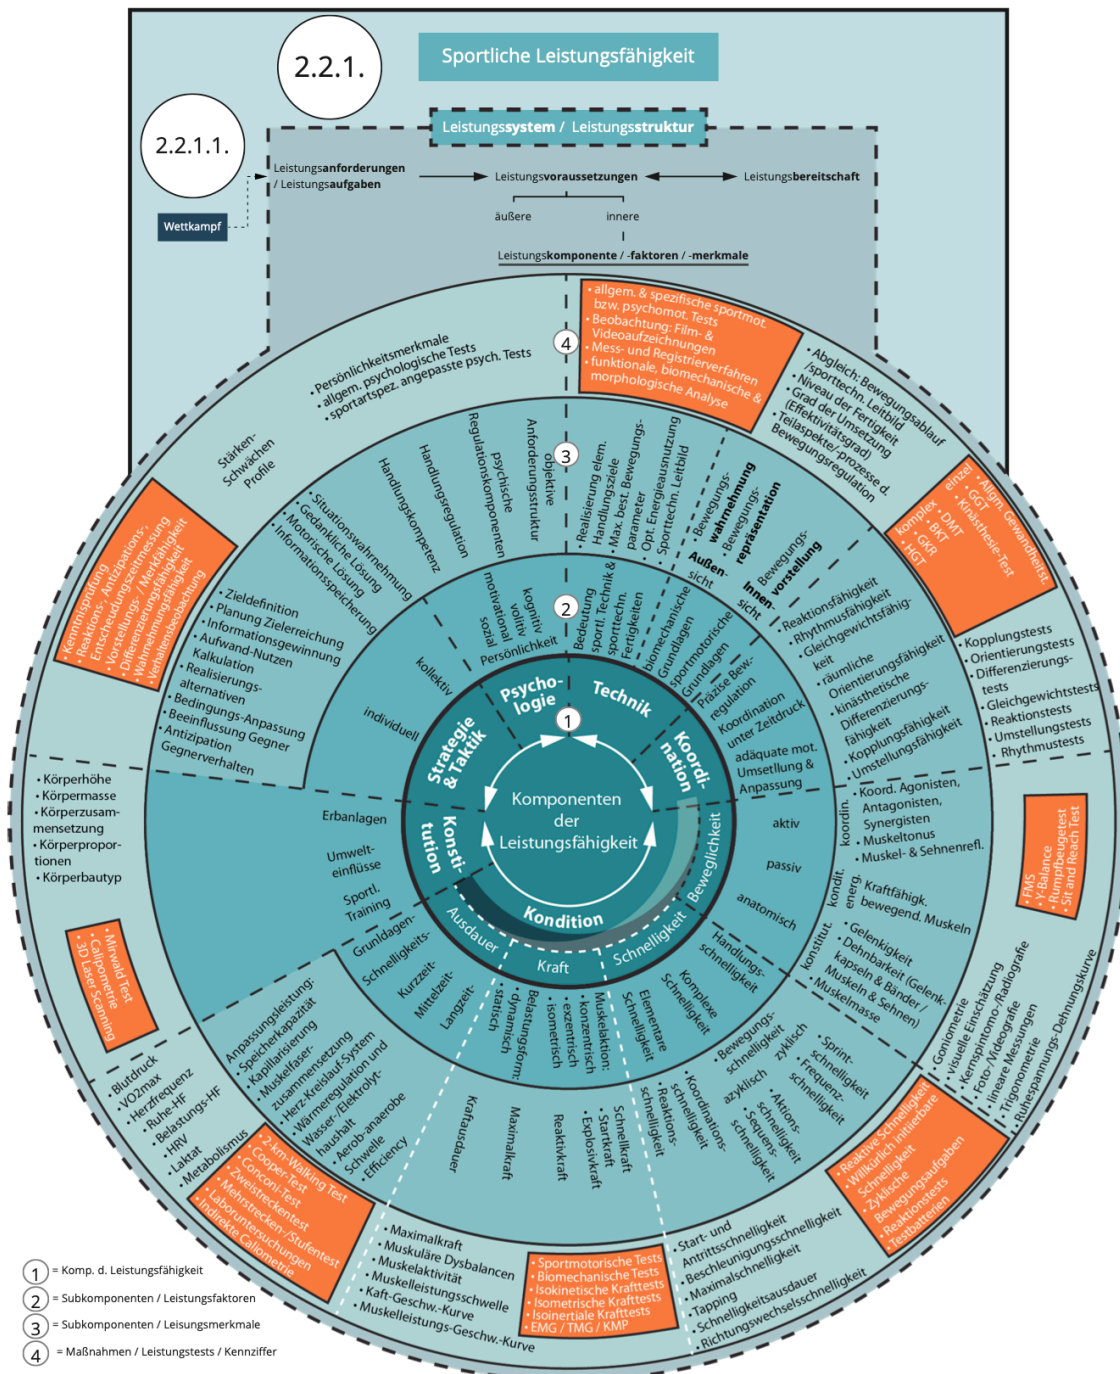 2.2.1.
Sportliche Leistungsfähigkeit
2.2.1.1.
Leistungssystem / Leistungsstruktur
Leistungsanforderungen
/ Leistungsaufgaben
Leistungsvoraussetzungen
Leistungsbereitschaft
Wettkampf
äußere
innere
Leistungskomponente / -faktoren / -merkmale
4
• Persönlichkeitsmerkmale
• allgem. psychologische Tests
• sportartspez. angepasste psych. Tests
• allgem. & spezifische sportmot.
bzw. psychomot. Tests
• Beobachtung: Film- &
Videoaufzeichnungen
• Mess- und Registrierverfahren
• funktionale, biomechanische &
morphologische Analyse
• Abgleich: Bewegungsablauf
/sporttechn. Leitbild
• Niveau der Fertigkeit
• Grad der Umsetzung
(Effektivitätsgrad)
• Teilaspekte/-prozesse d.
Bewegungsregulation
einzel
• Allgm. Gewandheitst.
• GGT
• Kinästhesie-Test
komplex
• DMT
• BKT
• GKR
• HGT
• Kopplungstests
• Orientierungstests
• Differenzierungs-
tests
• Gleichgewichtstests
• Reaktionstests
• Umstellungstests
• Rhythmustests
• FMS
• Y-Balance
• Rumpfbeugetest
• Sit and Reach Test
• Goniometrie
• visuelle Einschätzung
• Kernspintomo-/Radiografie
• Foto-/Videografie
• lineare Messungen
• Trigonometrie
• Ruhespannungs-Dehnungskurve
• Reaktive Schnelligkeit
• Willkürlich initiierbare
Schnelligkeit
• Zyklische
Bewegungsaufgaben
• Reaktionstests
• Testbatterien
• Start- und
Antrittsschnelligkeit
• Beschleunigungsschnelligkeit
• Maximalschnelligkeit
• Tapping
• Schnelligkeitsausdauer
• Richtungswechselsschnelligkeit
• Sportmotorische Tests
• Biomechanische Tests
• Isokinetische Krafttests
• Isometrische Krafttests
• Isoinertiale Krafttests
• EMG / TMG / KMP
• Maximalkraft
• Muskuläre Dysbalancen
• Muskelaktivität
• Muskelleistungsschwelle
• Kaft-Geschw.-Kurve
• Muskelleistungs-Geschw.-Kurve
• 2-km-Walking Test
• Cooper-Test
• Conconi-Test
• Zweistreckentest
• Mehrstrecken-/Stufentest
• Laboruntersuchungen
• Indirekte Caliometrie
• Blutdruck
• VO2max
• Herzfrequenz
• Ruhe-HF
• Belastungs-HF
• HRV
• Laktat
• Metabolismus
• Mirwald Test
• Calipometrie
• 3D Laser Scanning
• Körperhöhe
• Körpermasse
• Körperzusam-
mensetzung
• Körperpropor-
tionen
• Körperbautyp
• Kenntnisprüfung
• Reaktions-, Antizipations-,
Entscheudungszeitmessung
• Vorstellungs- / Merkfähigkeit
• Differenzierungsfähigkeit
• Wahrnehmungsfähigkeit
• Verhaltensbeobachtung
Stärken-
Schwächen
Profile
3
objektive
Anforderungsstruktur
psychische
Regulationskomponenten
Handlungsregulation
Handlungskompetenz
• Realisierung elem.
Handlungsziele
• Max. best. Bewegungs-
parameter
• Opt. Energieausnutzung
• Sporttechn. Leitbild
• Bewegungs-
wahrnehmung
• Bewegungs-
repräsentation
Außen-
sicht
• Bewegungs-
vorstellung
Innen-
sicht
• Reaktionsfähigkeit
• Rhythmusfähigkeit
• Gleichgewichtsfähig-
keit
• räumliche
Orientierungsfähigkeit
• kinästhetische
Differenzierungs-
fähigkeit
• Kopplungsfähigkeit
• Umstellungsfähigkeit
koordin.
• Koord. Agonisten,
Antagonisten,
Synergisten
• Muskeltonus
• Muskel- & Sehnenrefl.
kondit.
energ.
• Kraftfähigk.
bewegend. Muskeln
konstitut.
• Gelenkigkeit
• Dehnbarkeit (Gelenk-
kapseln & Bänder /
Muskeln & Sehnen)
• Muskelmasse
Bewegungs-
schnelligkeit
zyklisch
• Sprint-
schnelligkeit
• Frequenz-
schnelligkeit
azyklisch
• Aktions-
schnelligkeit
• Sequens-
schnelligkeit
• Koordinations-
schnelligkeit
• Reaktions-
schnelligkeit
Schnellkraft
• Startkraft
• Explosivkraft
Reaktivkraft
Maximalkraft
Kraftausdauer
Anpassungsleistung:
• Speicherkapazität
• Kapillarisierung
• Muskelfaser-
zusammensetzung
• Herz-Kreislauf-System
• Wärmeregulation und
Wasser-/Elektrolyt-
haushalt
• Aerob-anaerobe
Schwelle
• Efficiency
• Situationswahrnehmung
• Gedankliche Lösung
• Motorische Lösung
• Informationsspeicherung
• Zieldefinition
• Planung Zielerreichung
• Informationsgewinnung
• Aufwand-Nutzen
Kalkulation
• Realisierungs-
alternativen
• Bedingungs-Anpassung
• Beeinflussung Gegner
• Antizipation
Gegnerverhalten
2
kognitiv
volitiv
motivational
sozial
Persönlichkeit
Bedeutung
sportl. Technik &
sporttechn.
Fertigkeiten
biomechanische
Grundlagen
sportmotorische
Grundlagen
Präzise Bew-
regulation
Koordination
unter Zeitdruck
adäquate mot.
Umsetllung &
Anpassung
aktiv
passiv
anatomisch
Handlungs-
schnelligkeit
Komplexe
Schnelligkeit
Elementare
Schnelligkeit
Muskelaktion:
• konzentrisch
• exzentrisch
• isometrisch
Belastungsform:
• dynamisch
• statisch
Langzeit-
Mittelzeit-
Kurzzeit-
Schnelligkeits-
Grundlagen-
Sportl.
Training
Umwelt-
einflüsse
Erbanlagen
individuell
kollektiv
1
Psycho-
logie
Technik
Koordi-
nation
Beweglichkeit
Schnelligkeit
Kraft
Ausdauer
Kondition
Konsti-
tution
Strategie
& Taktik
Komponenten
der
Leistungsfähigkeit
1 = Komp. d. Leistungsfähigkeit
2 = Subkomponenten / Leistungsfaktoren
3 = Subkomponenten / Leisungsmerkmale
4 = Maßnahmen / Leistungstests / Kennziffer